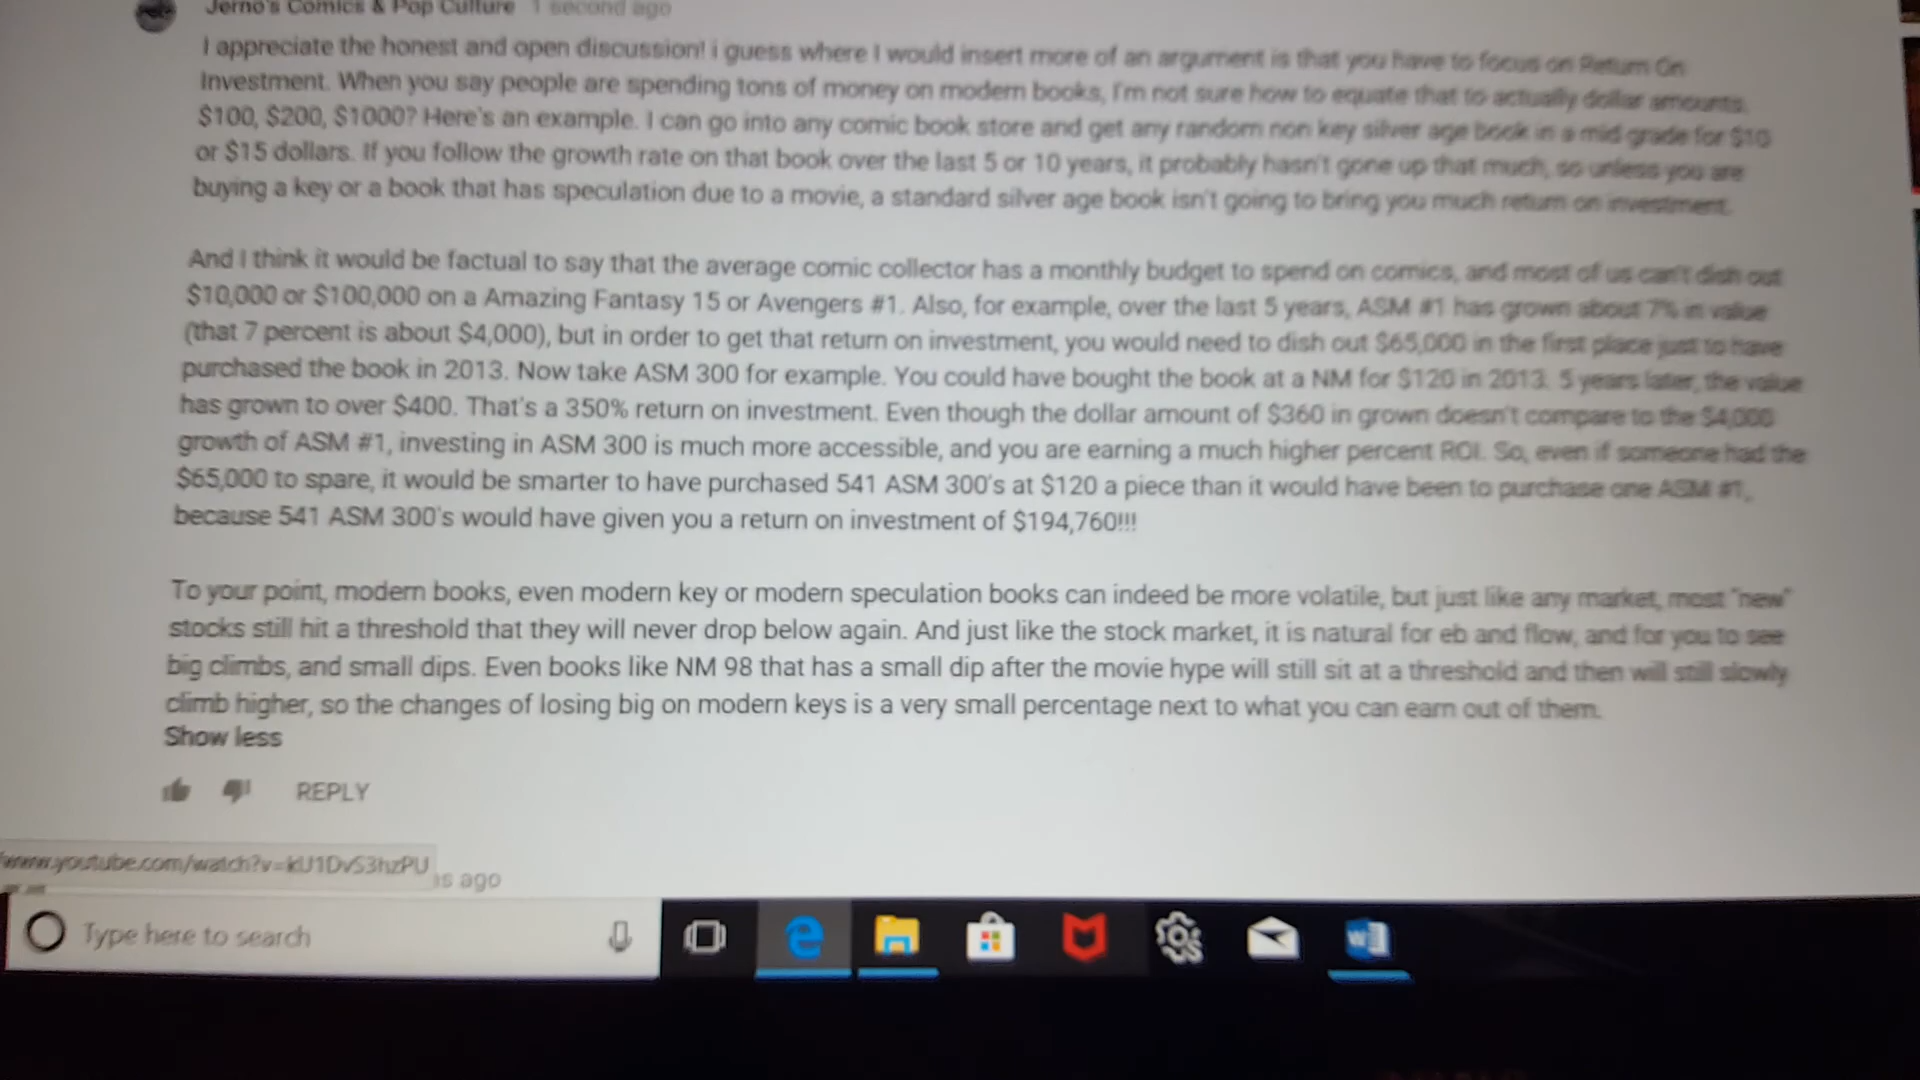 Jerno's Comics & Pop Culture 1 second ago
I appreciate the honest and open discussion! i guess where I would insert more of an argument is that you have to focus on Return On
Investment. When you say people are spending tons of money on modern books, I'm not sure how to equate that to actually dollar amounts.
$100, $200, $1000? Here's an example. I can go into any comic book store and get any random non key silver age book in a mid grade for $10
or $15 dollars. If you follow the growth rate on that book over the last 5 or 10 years, it probably hasn't gone up that much, so unless you are
buying a key or a book that has speculation due to a movie, a standard silver age book isn't going to bring you much return on investment.
And I think it would be factual to say that the average comic collector has a monthly budget to spend on comics, and most of us can't dish out
$10,000 or $100,000 on a Amazing Fantasy 15 or Avengers #1. Also, for example, over the last 5 years, ASM #1 has grown about 7% in value
(that 7 percent is about $4,000), but in order to get that return on investment, you would need to dish out $65,000 in the first place just to have
purchased the book in 2013. Now take ASM 300 for example. You could have bought the book at a NM for $120 in 2013. 5 years later, the value
has grown to over $400. That's a 350% return on investment. Even though the dollar amount of $360 in grown doesn't compare to the $4,000
growth of ASM #1, investing in ASM 300 is much more accessible, and you are earning a much higher percent ROI. So, even if someone had the
$65,000 to spare, it would be smarter to have purchased 541 ASM 300's at $120 a piece than it would have been to purchase one ASM #1,
because 541 ASM 300's would have given you a return on investment of $194,760!!!
To your point, modern books, even modern key or modern speculation books can indeed be more volatile, but just like any market, most "new"
stocks still hit a threshold that they will never drop below again. And just like the stock market, it is natural for eb and flow, and for you to see
big climbs, and small dips. Even books like NM 98 that has a small dip after the movie hype will still sit at a threshold and then will still slowly
climb higher, so the changes of losing big on modern keys is a very small percentage next to what you can earn out of them.
Show less
REPLY
www.youtube.com/watch?v=kU1DvS3hzPU
s ago
Type here to search